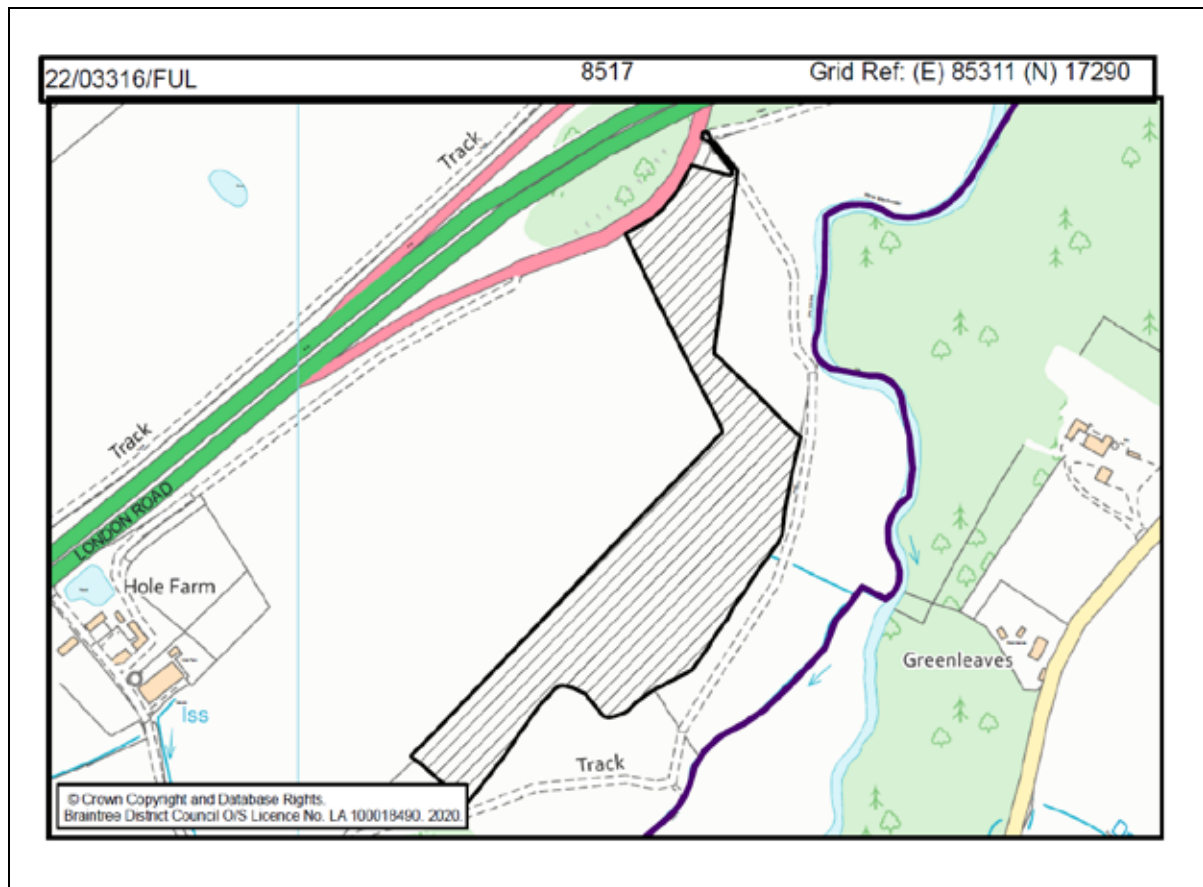 22/03316/FUL
8517
Grid Ref: (E) 85311 (N) 17290
Track
Track
LONDON ROAD
Hole Farm
Iss
Greenleaves
Track
© Crown Copyright and Database Rights.
Braintree District Council O/S Licence No. LA 100018490. 2020.